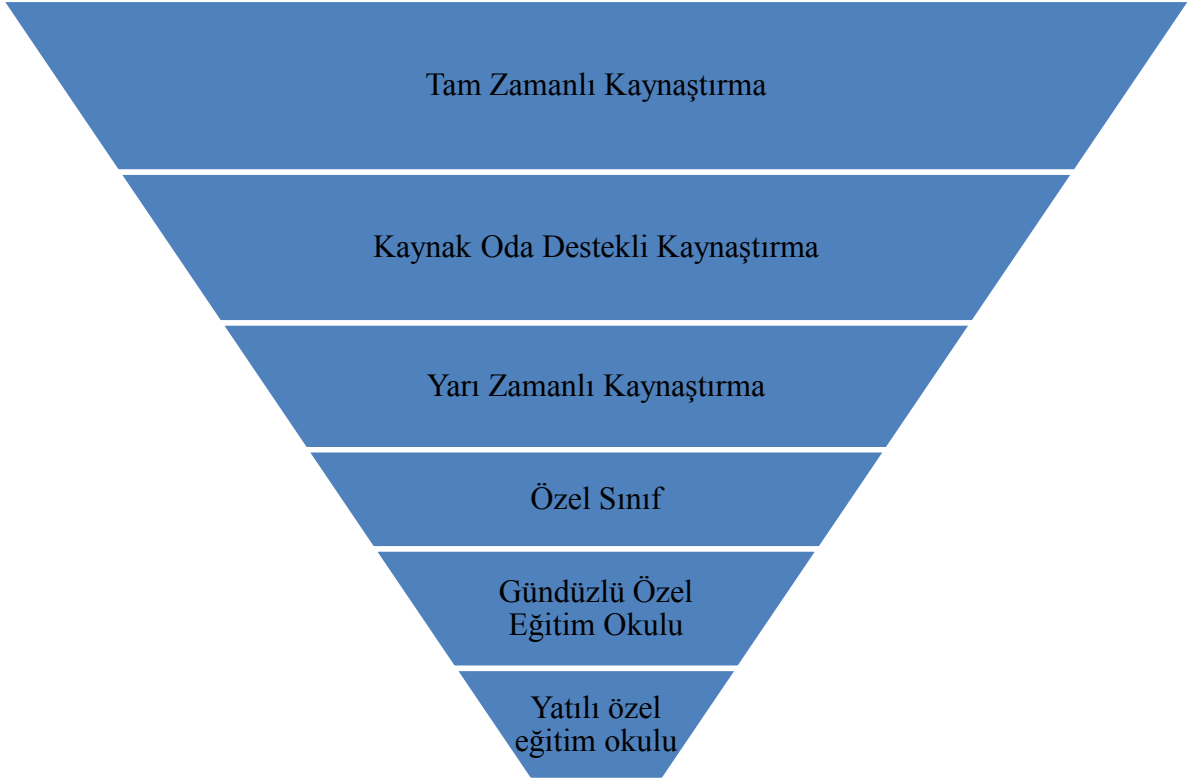 Tam Zamanlı Kaynaştırma
Kaynak Oda Destekli Kaynaştırma
Yarı Zamanlı Kaynaştırma
Özel Sınıf
Gündüzlü Özel
Eğitim Okulu
Yatılı özel
eğitim okulu